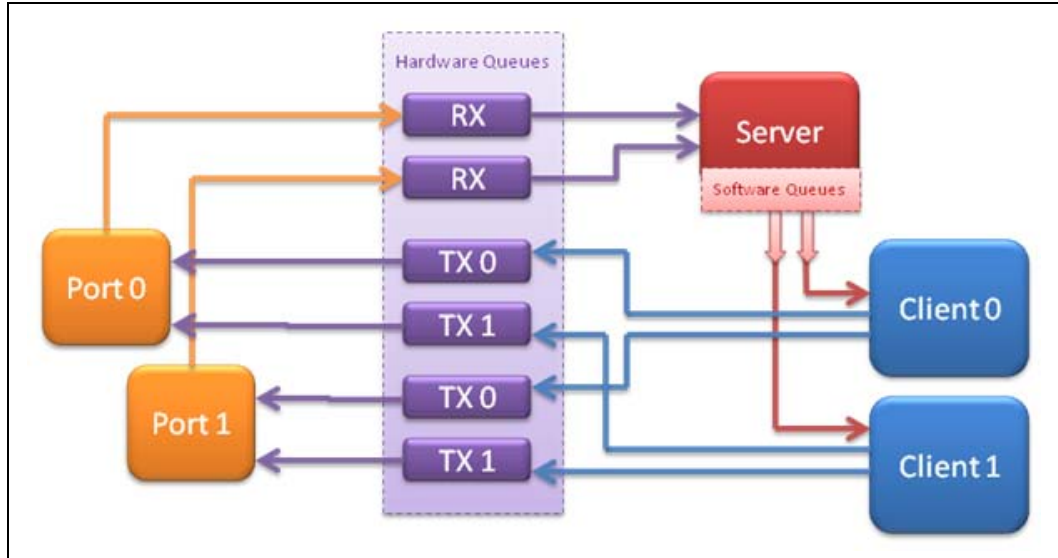 Hardware Queues
RX
RX
TX 0
TX 1
TX 0
TX 1
Port 0
Port 1
Server
Software Queues
Client 0
Client 1